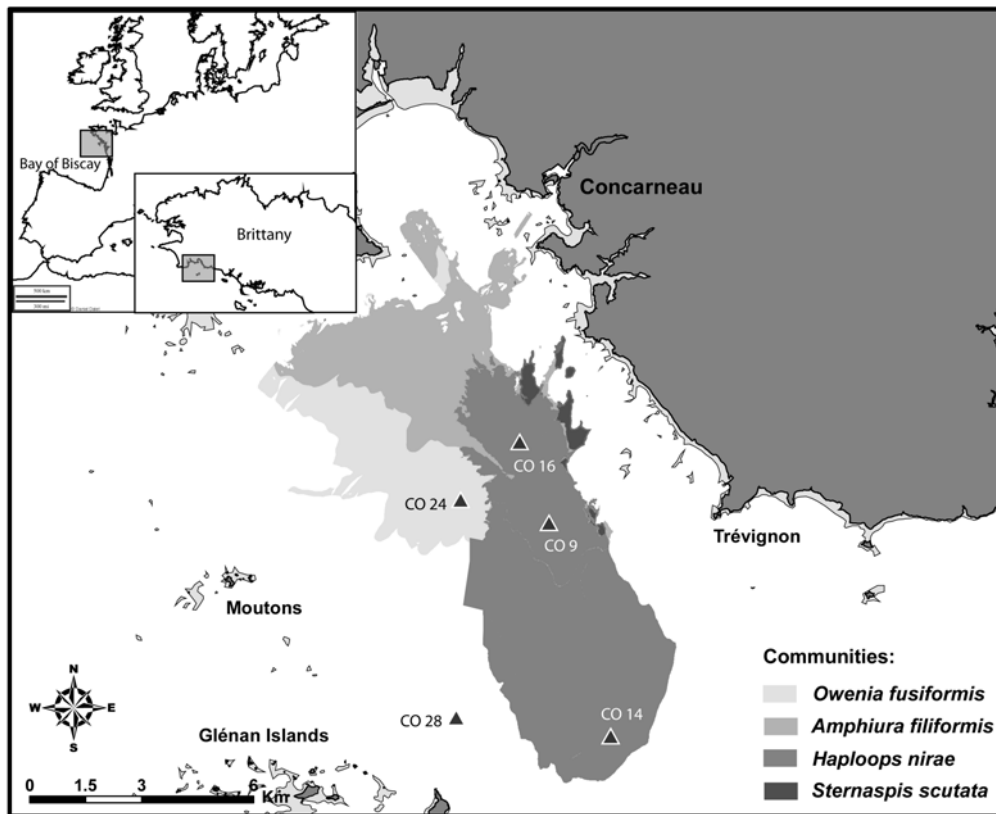 Bay of Biscay
Brittany
Concarneau
CO 16
CO 24
CO 9
Trévignon
Moutons
Communities:
Owenia fusiformis
Amphiura filiformis
Haploops nirae
Sternaspis scutata
N
W E
S
CO 28
CO 14
Glénan Islands
0 1.5 3 6 Km